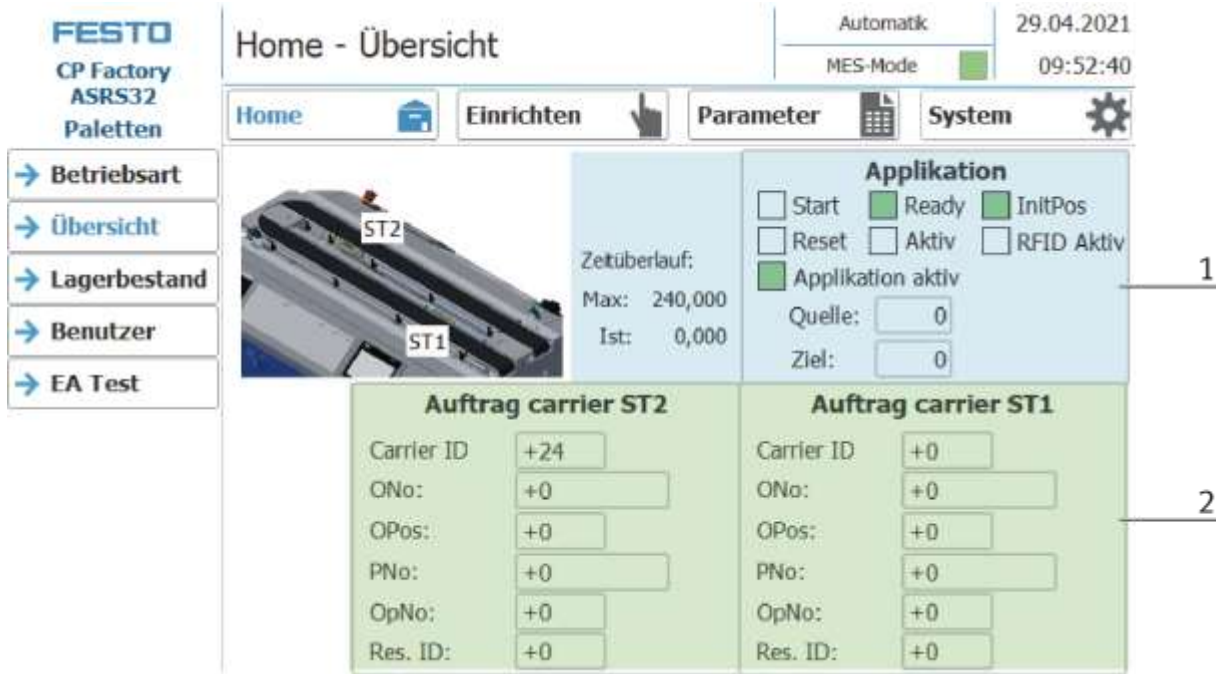 FESTO
CP Factory
ASRS32
Paletten
Home - Übersicht
Automatik
MES-Mode
29.04.2021
09:52:40
Home
Einrichten
Parameter
System
Betriebsart
Übersicht
Lagerbestand
Benutzer
EA Test
ST2
ST1
Zeitüberlauf:
Max: 240,000
Ist: 0,000
Applikation
Start Ready InitPos
Reset Aktiv RFID Aktiv
Applikation aktiv
Quelle: 0
Ziel: 0
1
Auftrag carrier ST2
Carrier ID +24
ONo: +0
OPos: +0
PNo: +0
OpNo: +0
Res. ID: +0
Auftrag carrier ST1
Carrier ID +0
ONo: +0
OPos: +0
PNo: +0
OpNo: +0
Res. ID: +0
2